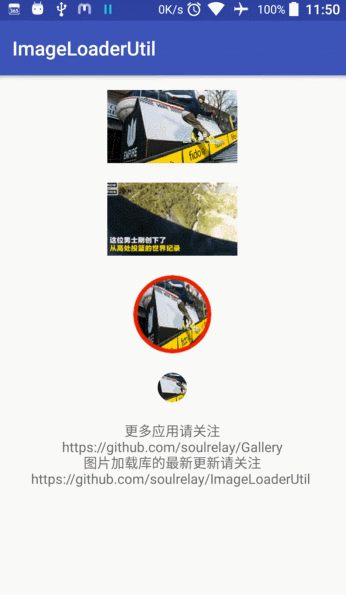 365
0K/s
100%
11:50
ImageLoaderUtil
EMPIRE
fido
这位男士刚创下了
从高处投篮的世界纪录
更多应用请关注
https://github.com/soulrelay/Gallery
图片加载库的最新更新请关注
https://github.com/soulrelay/ImageLoaderUtil